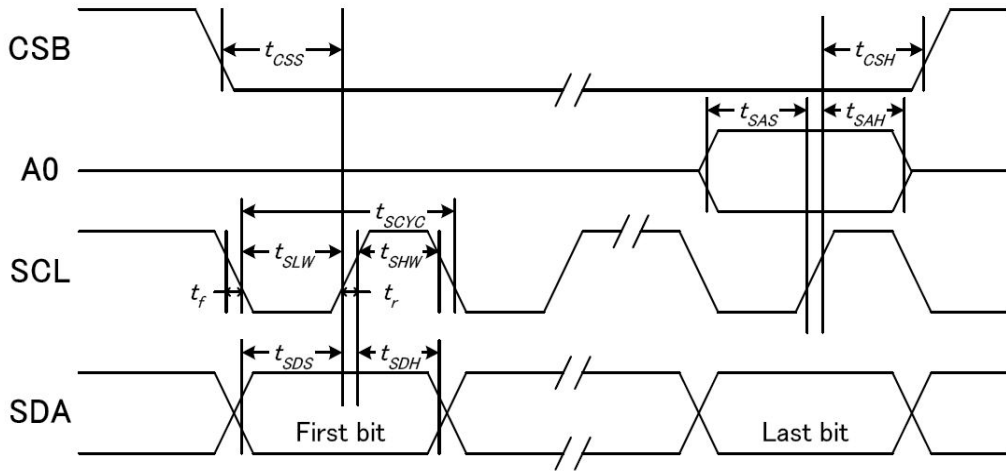 CSB
t_CSS
t_CSH
A0
t_SAS
t_SAH
SCL
t_SCYC
t_SLW
t_SHW
t_f
t_r
SDA
t_SDS
t_SDH
First bit
Last bit